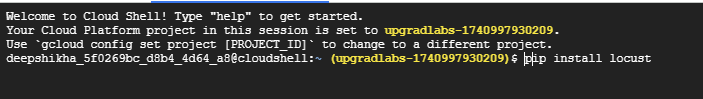 Welcome to Cloud Shell! Type "help" to get started.
Your Cloud Platform project in this session is set to upgradlabs-1740997930209.
Use `gcloud config set project [PROJECT_ID]` to change to a different project.
deepshikha_5f0269bc_d8b4_4d64_a8@cloudshell:~ (upgradlabs-1740997930209)$ pip install locust